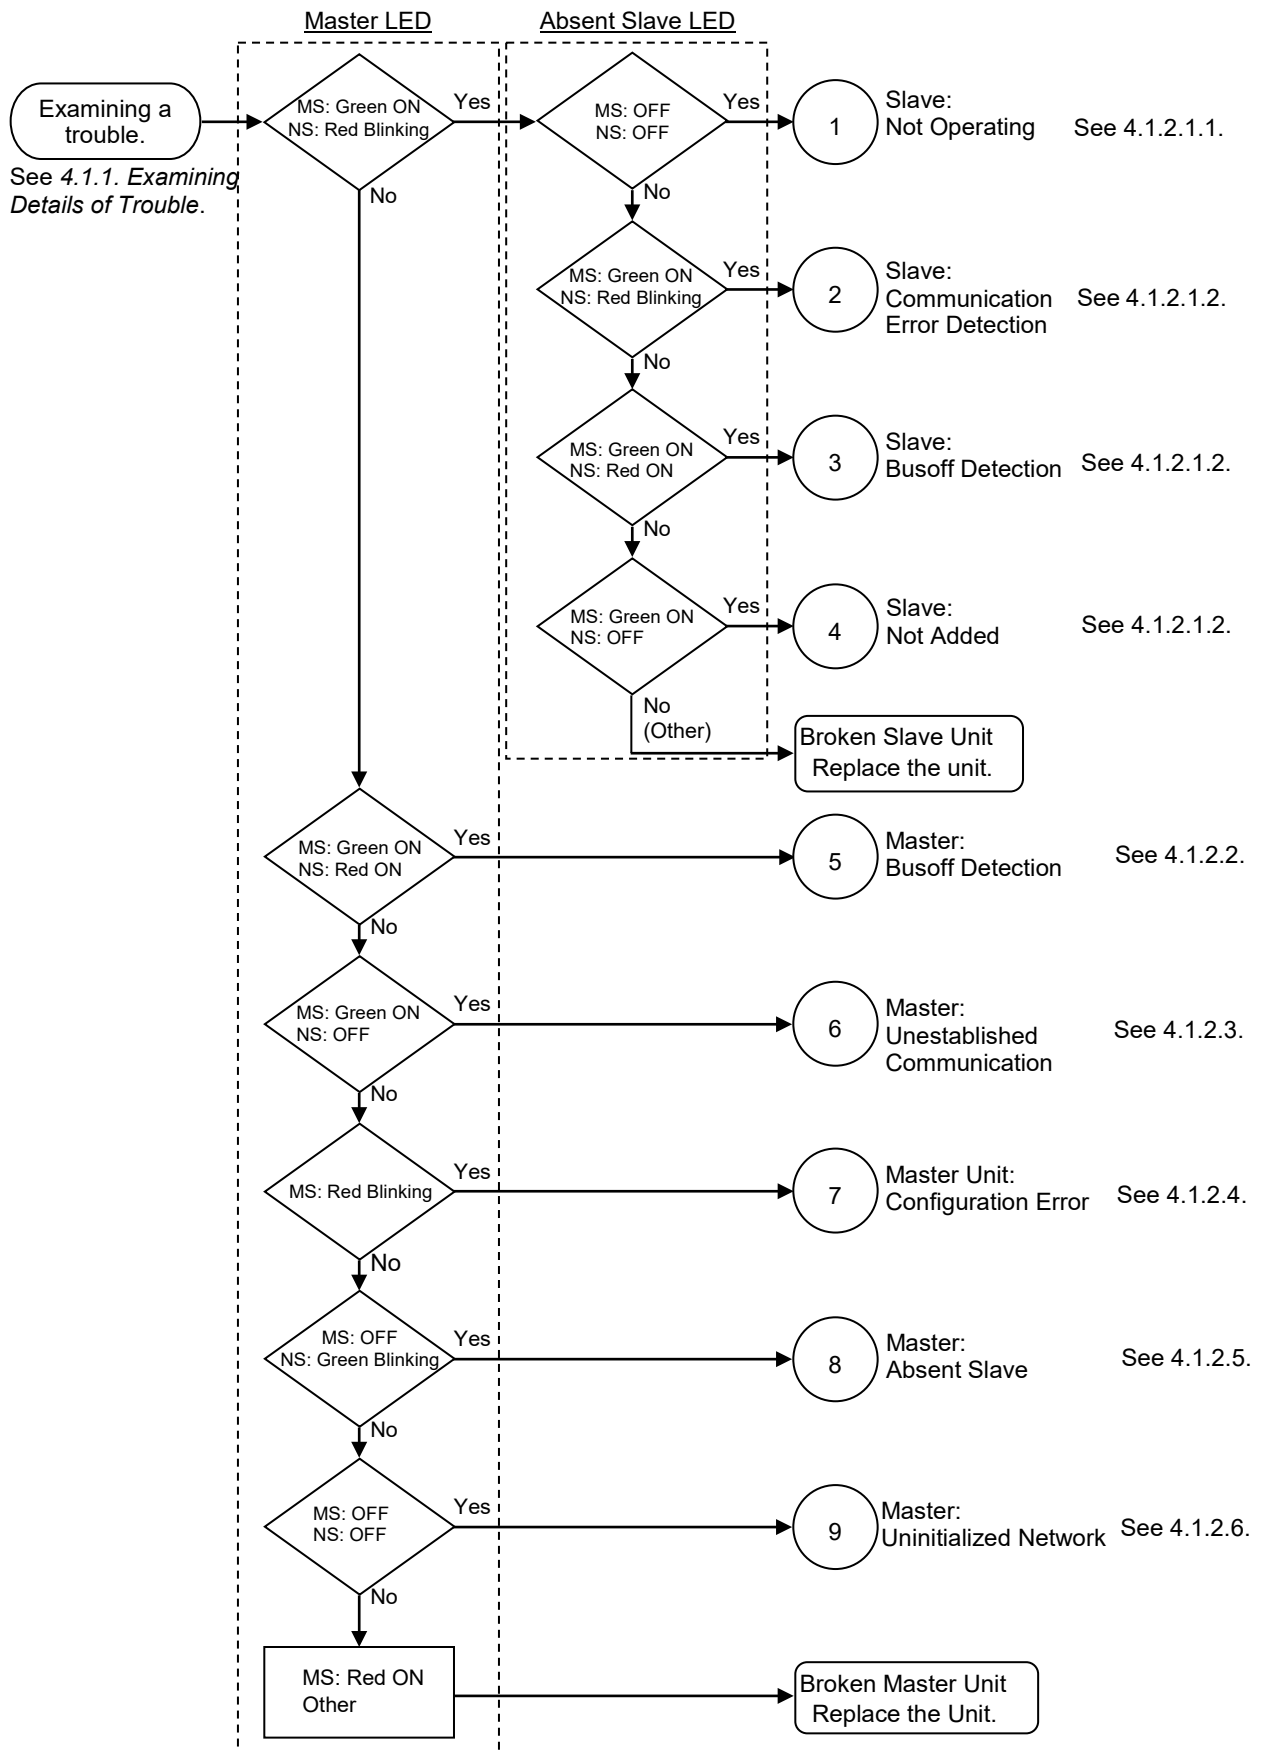 Master LED
Absent Slave LED
Examining a
trouble.
See 4.1.1. Examining
Details of Trouble.
MS: Green ON
NS: Red Blinking
Yes
No
MS: OFF
NS: OFF
Yes
No
1
Slave:
Not Operating
See 4.1.2.1.1.
MS: Green ON
NS: Red Blinking
Yes
No
2
Slave:
Communication
Error Detection
See 4.1.2.1.2.
MS: Green ON
NS: Red ON
Yes
No
3
Slave:
Busoff Detection
See 4.1.2.1.2.
MS: Green ON
NS: OFF
Yes
No
(Other)
4
Slave:
Not Added
See 4.1.2.1.2.
Broken Slave Unit
Replace the unit.
MS: Green ON
NS: Red ON
Yes
No
5
Master:
Busoff Detection
See 4.1.2.2.
MS: Green ON
NS: OFF
Yes
No
6
Master:
Unestablished
Communication
See 4.1.2.3.
MS: Red Blinking
Yes
No
7
Master Unit:
Configuration Error
See 4.1.2.4.
MS: OFF
NS: Green Blinking
Yes
No
8
Master:
Absent Slave
See 4.1.2.5.
MS: OFF
NS: OFF
Yes
No
9
Master:
Uninitialized Network
See 4.1.2.6.
MS: Red ON
Other
Broken Master Unit
Replace the Unit.